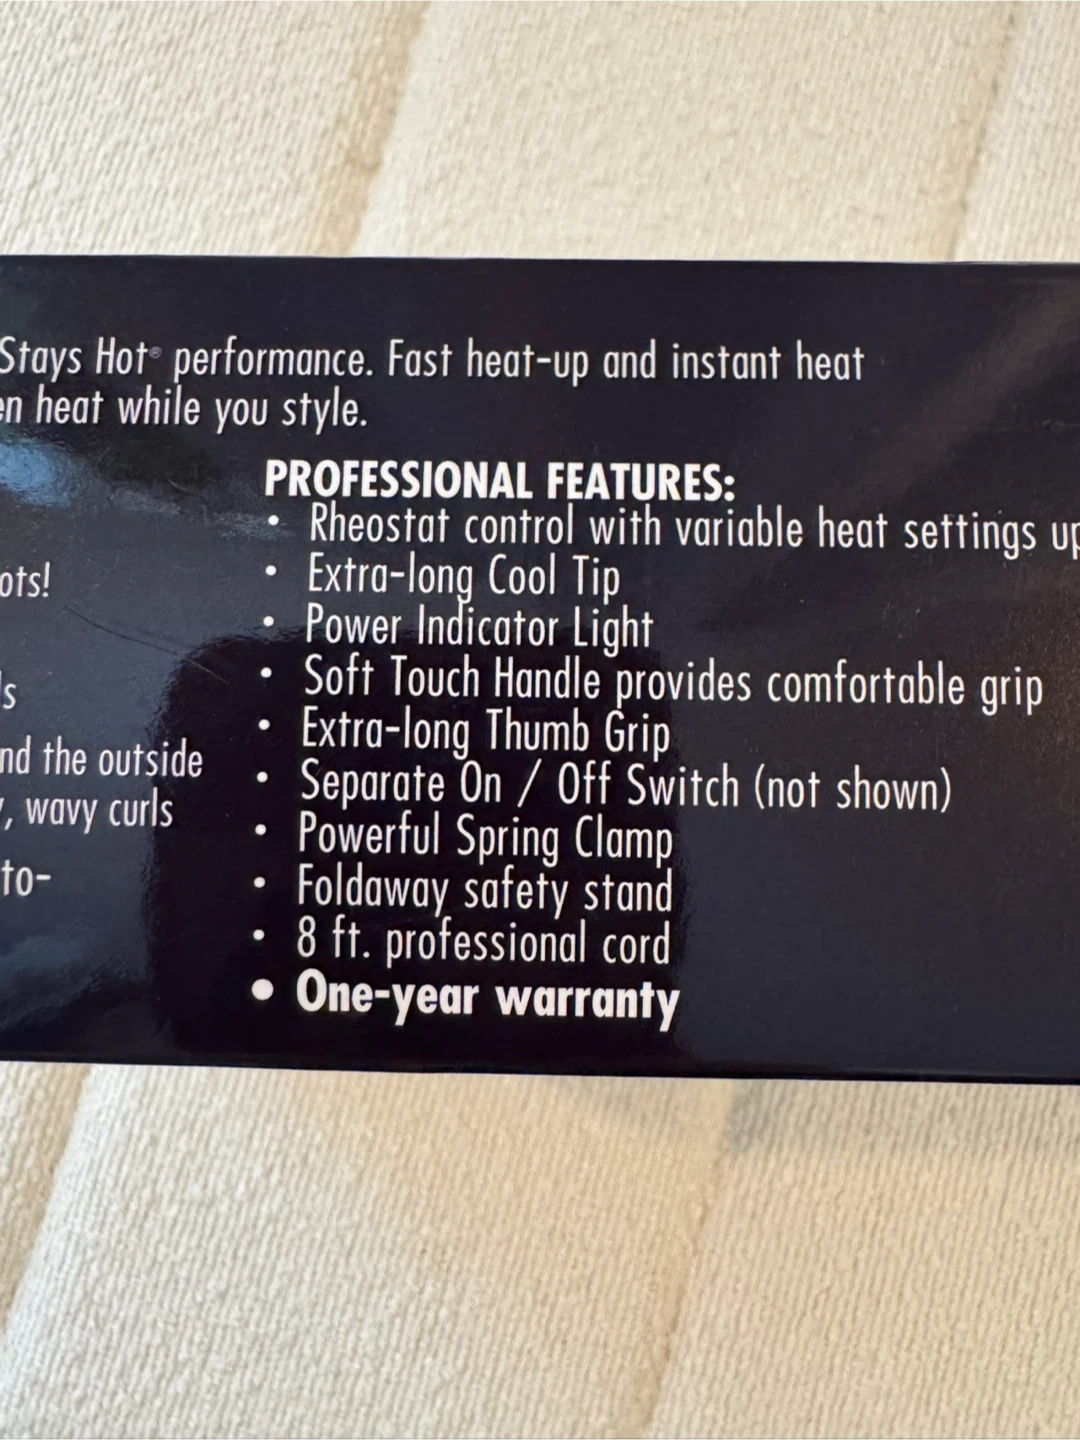 Stays Hot® performance. Fast heat-up and instant heat
heat while you style.
PROFESSIONAL FEATURES:
• Rheostat control with variable heat settings
• Extra-long Cool Tip
• Power Indicator Light
• Soft Touch Handle provides comfortable grip
• Extra-long Thumb Grip
• Separate On / Off Switch (not shown)
• Powerful Spring Clamp
• Foldaway safety stand
• 8 ft. professional cord
• One-year warranty
the outside
wavy curls
to-